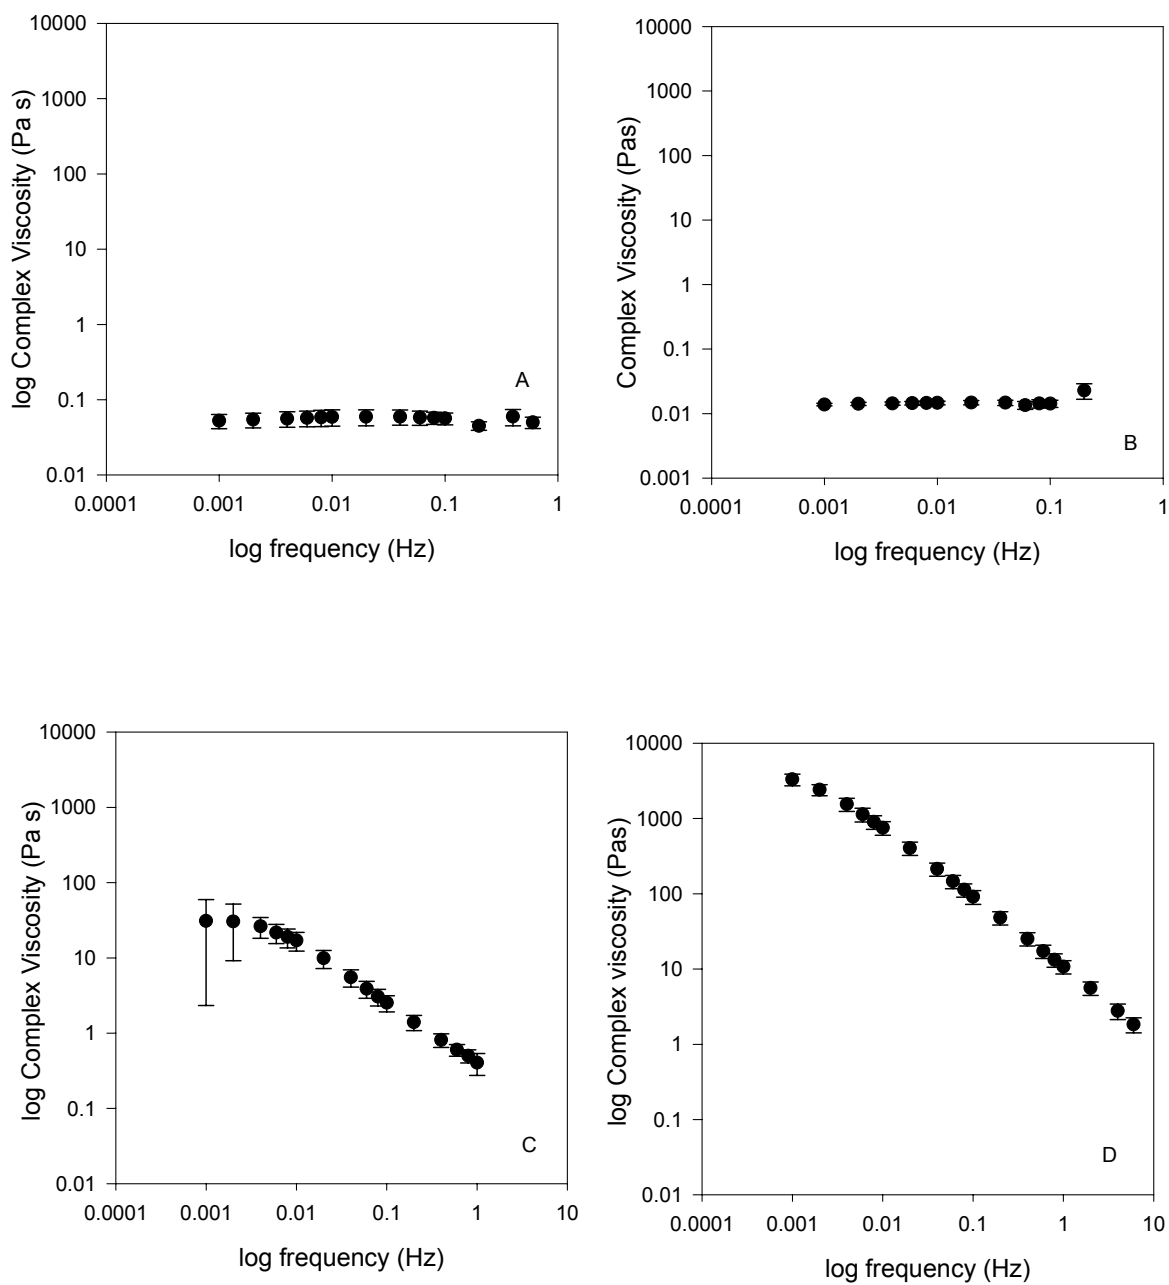 10000
1000
100
10
1
0.1
0.01
log Complex Viscosity (Pa s)
A
0.0001 0.001 0.01 0.1 1
log frequency (Hz)
10000
1000
100
10
1
0.1
0.01
0.001
Complex Viscosity (Pas)
B
0.0001 0.001 0.01 0.1 1
log frequency (Hz)
10000
1000
100
10
1
0.1
0.01
log Complex Viscosity (Pa s)
C
0.0001 0.001 0.01 0.1 1 10
log frequency (Hz)
10000
1000
100
10
1
0.1
0.01
log Complex viscosity (Pas)
D
0.0001 0.001 0.01 0.1 1 10
log frequency (Hz)